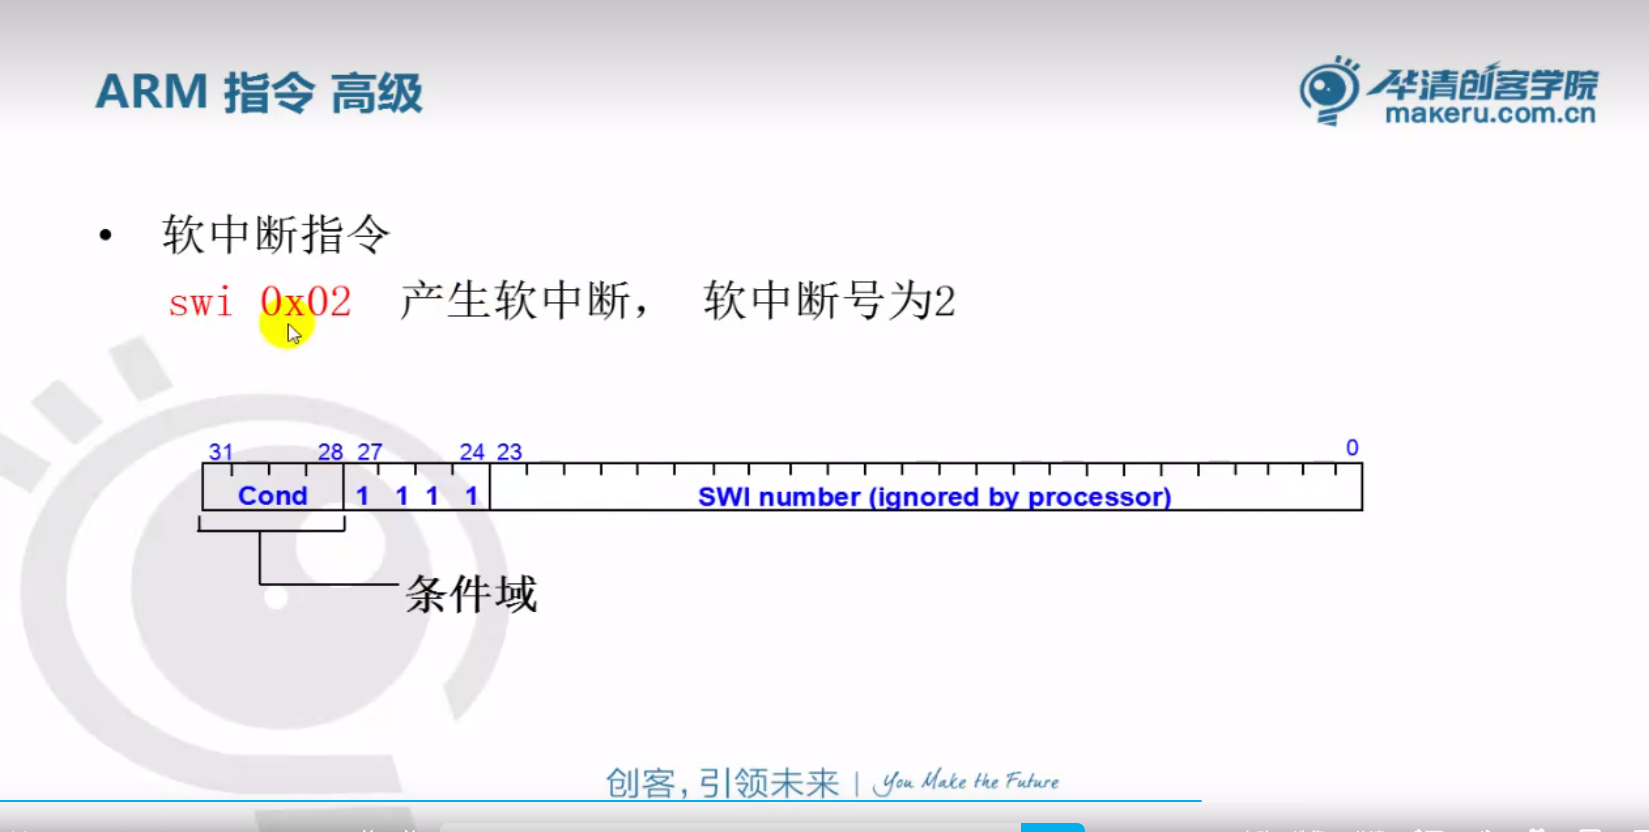 ARM 指令 高级
华清创客学院
makeru.com.cn
• 软中断指令
swi 0x02 产生软中断， 软中断号为2
31 28 27 24 23 0
Cond 1 1 1 1 SWI number (ignored by processor)
条件域
创客，引领未来 | You Make the Future